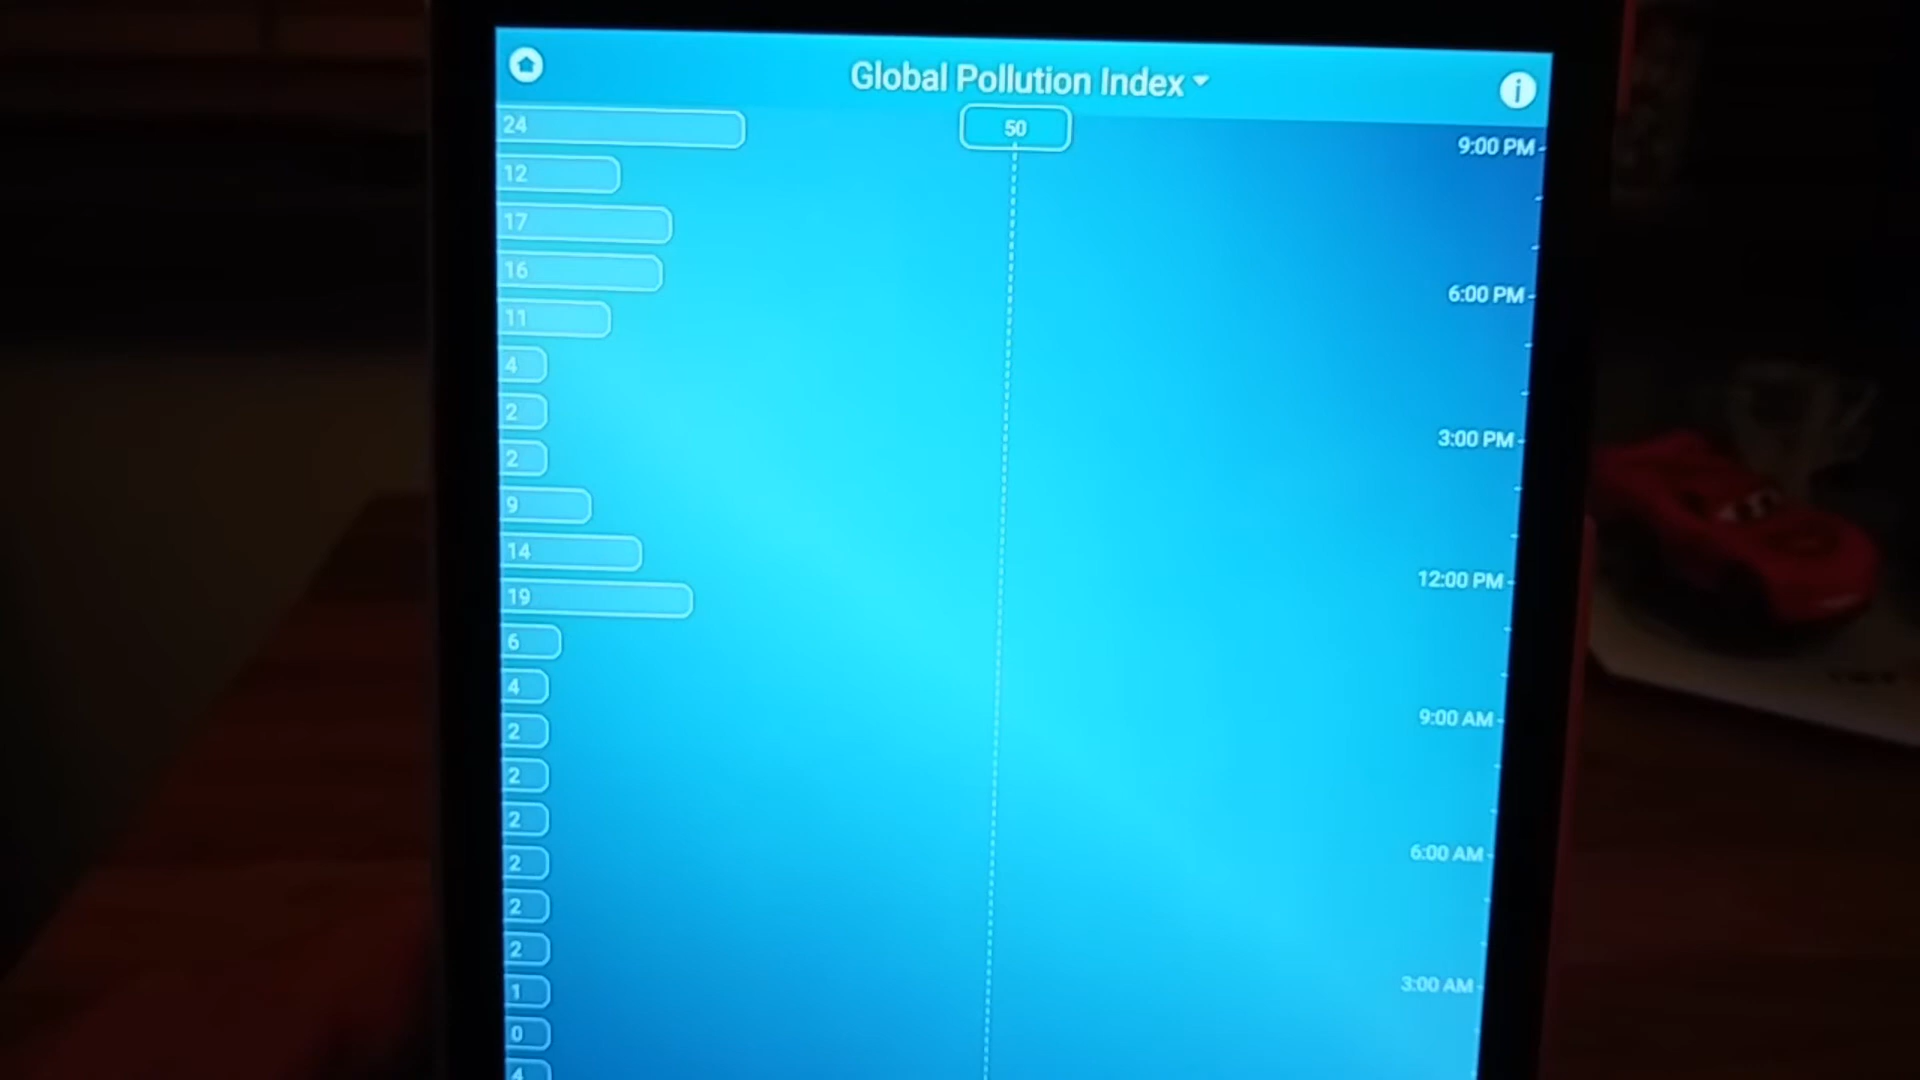 Global Pollution Index
i
24
50
9:00 PM
12
17
16
6:00 PM
11
4
2
3:00 PM
2
9
14
12:00 PM
19
6
4
9:00 AM
2
2
2
6:00 AM
2
2
2
1
3:00 AM
0
4